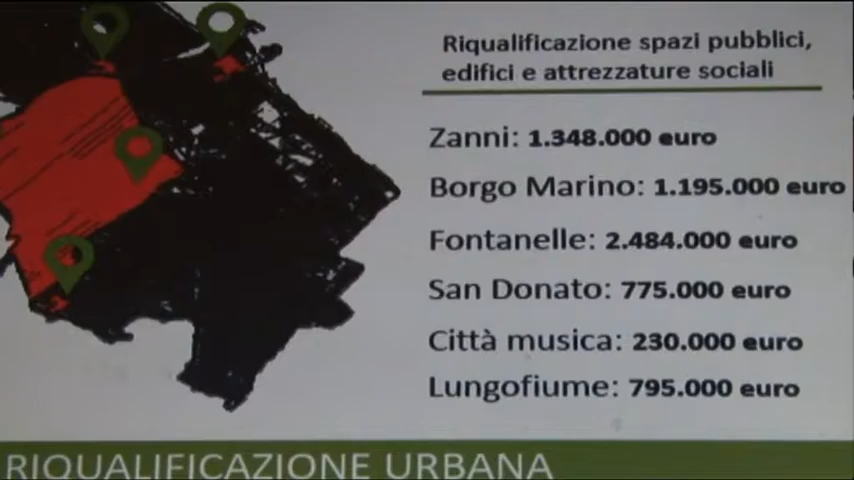 Riqualificazione spazi pubblici,
edifici e attrezzature sociali
Zanni: 1.348.000 euro
Borgo Marino: 1.195.000 euro
Fontanelle: 2.484.000 euro
San Donato: 775.000 euro
Città musica: 230.000 euro
Lungofiume: 795.000 euro
RIQUALIFICAZIONE URBANA